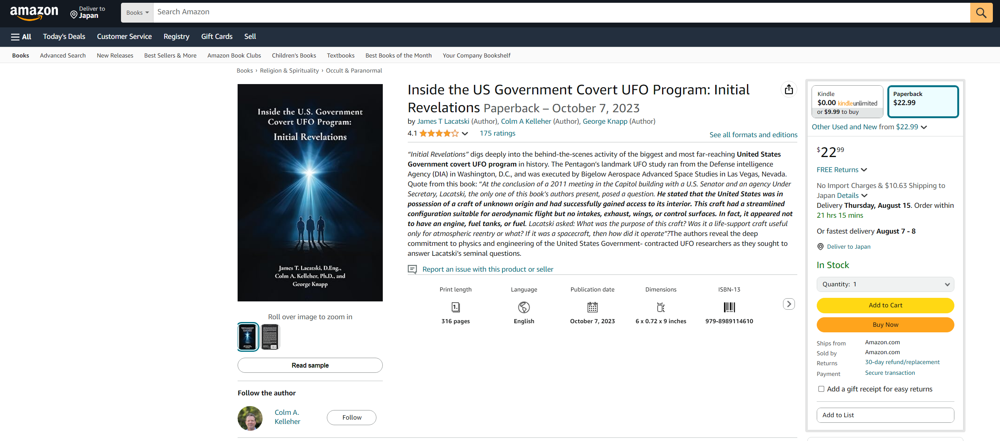 amazon
Deliver to
Japan
Books
Search Amazon
All
Today's Deals
Customer Service
Registry
Gift Cards
Sell
Books
Advanced Search
New Releases
Best Sellers & More
Amazon Book Clubs
Children's Books
Textbooks
Best Books of the Month
Your Company Bookshelf
Books › Religion & Spirituality › Occult & Paranormal
Inside the U.S. Government
Covert UFO Program:
Initial Revelations
James T. Lacatski, D.Eng.,
Colm A. Kelleher, Ph.D., and
George Knapp
Roll over image to zoom in
Read sample
Follow the author
Colm A.
Kelleher
Follow
Inside the US Government Covert UFO Program: Initial
Revelations Paperback – October 7, 2023
by James T Lacatski (Author), Colm A Kelleher (Author), George Knapp (Author)
4.1
175 ratings
See all formats and editions
“Initial Revelations” digs deeply into the behind-the-scenes activity of the biggest and most far-reaching United States
Government covert UFO program in history. The Pentagon’s landmark UFO study ran from the Defense intelligence
Agency (DIA) in Washington, D.C., and was executed by Bigelow Aerospace Advanced Space Studies in Las Vegas, Nevada.
Quote from this book: “At the conclusion of a 2011 meeting in the Capitol building with a U.S. Senator and an agency Under
Secretary, Lacatski, the only one of this book’s authors present, posed a question. He stated that the United States was in
possession of a craft of unknown origin and had successfully gained access to its interior. This craft had a streamlined
configuration suitable for aerodynamic flight but no intakes, exhaust, wings, or control surfaces. In fact, it appeared not
to have an engine, fuel tanks, or fuel. Lacatski asked: What was the purpose of this craft? Was it a life-support craft useful
only for atmospheric reentry or what? If it was a spacecraft, then how did it operate”?The authors reveal the deep
commitment to physics and engineering of the United States Government- contracted UFO researchers as they sought to
answer Lacatski’s seminal questions.
Report an issue with this product or seller
Print length
1.
316 pages
Language
English
Publication date
October 7, 2023
Dimensions
6 x 0.72 x 9 inches
ISBN-13
979-8989114610
Kindle
$0.00 kindleunlimited
or $9.99 to buy
Paperback
$22.99
Other Used and New from $22.99
$22 99
FREE Returns
No Import Charges & $10.63 Shipping to
Japan Details
Delivery Thursday, August 15. Order within
21 hrs 15 mins
Or fastest delivery August 7 - 8
Deliver to Japan
In Stock
Quantity: 1
Add to Cart
Buy Now
Ships from Amazon.com
Sold by Amazon.com
Returns 30-day refund/replacement
Payment Secure transaction
Add a gift receipt for easy returns
Add to List